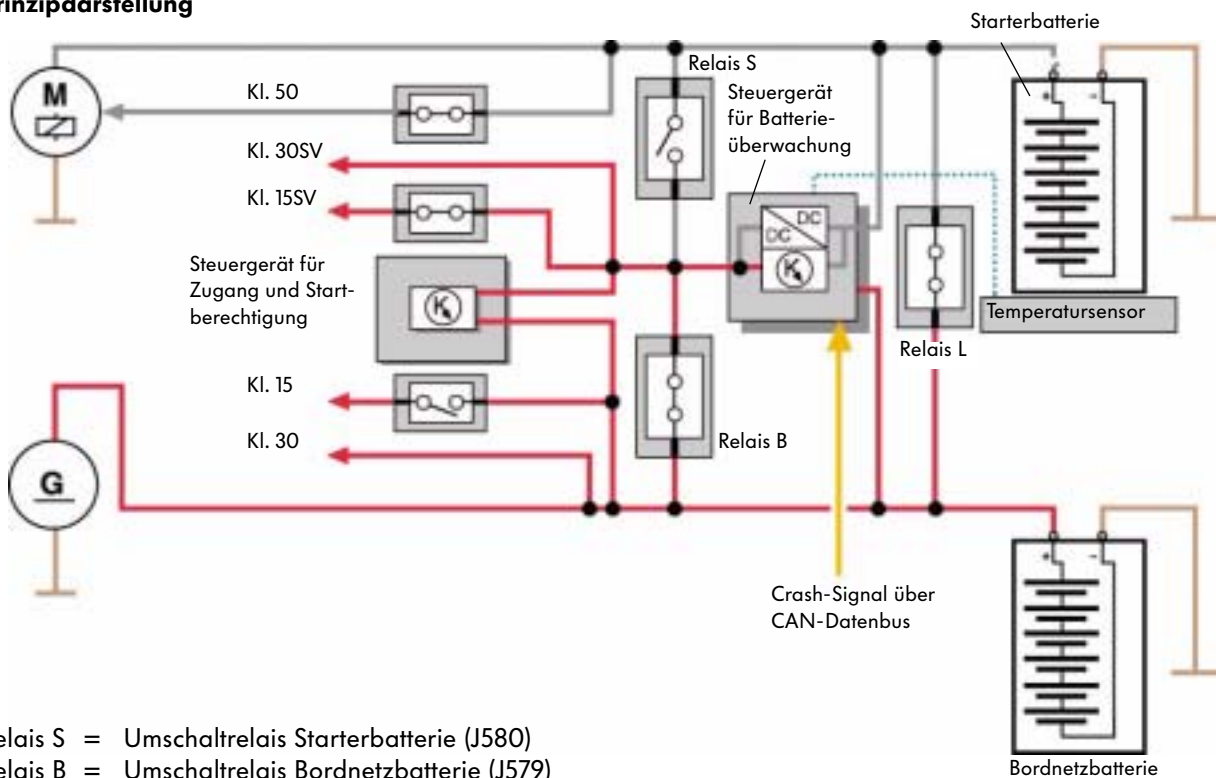 rinzipdarstellung
Starterbatterie
Relais S
M
Kl. 50
Steuergerät
für Batterie-
überwachung
+
-
Kl. 30SV
Kl. 15SV
DC
DC
K
Steuergerät für
Zugang und Start-
berechtigung
K
Temperatursensor
Relais L
Kl. 15
Kl. 30
Relais B
G
+
-
Crash-Signal über
CAN-Datenbus
elais S = Umschaltrelais Starterbatterie (J580)
elais B = Umschaltrelais Bordnetzbatterie (J579)
Bordnetzbatterie